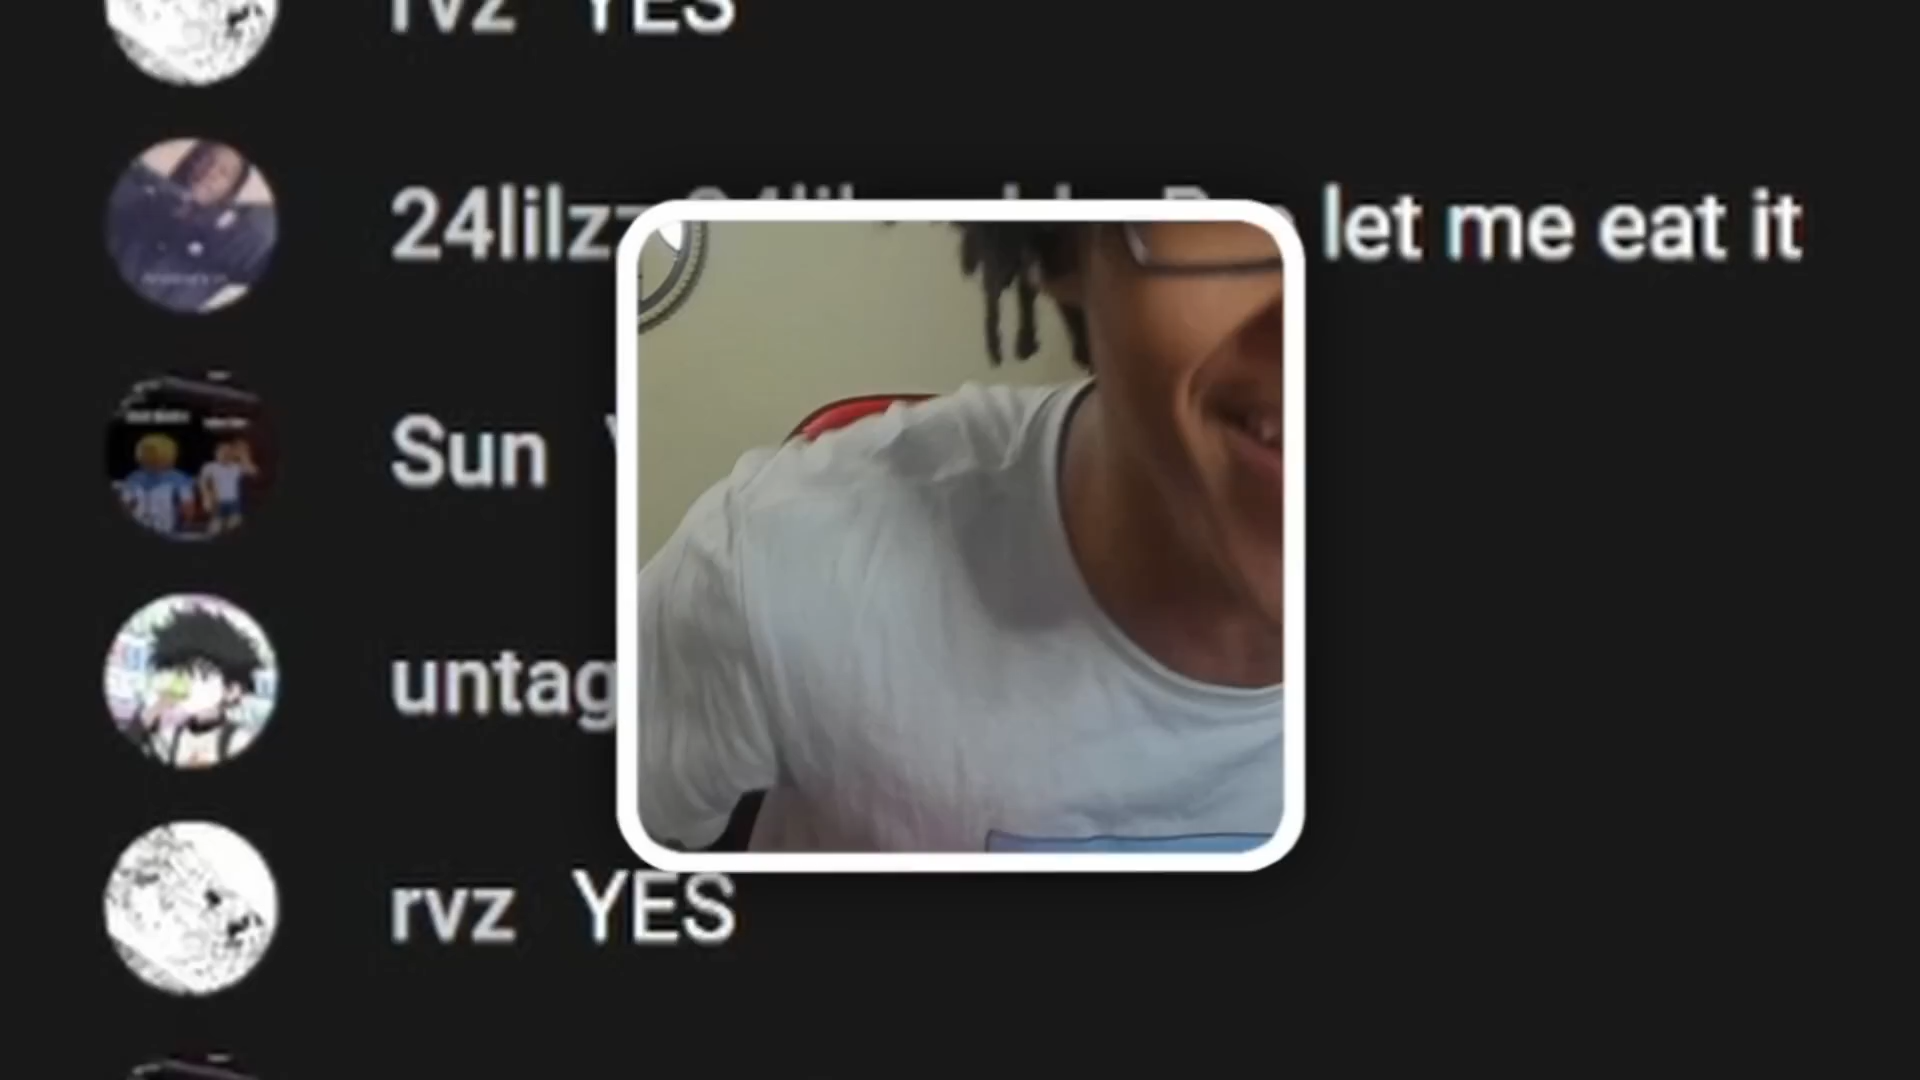 rvz YES
24lilz let me eat it
Sun
untag
rvz YES